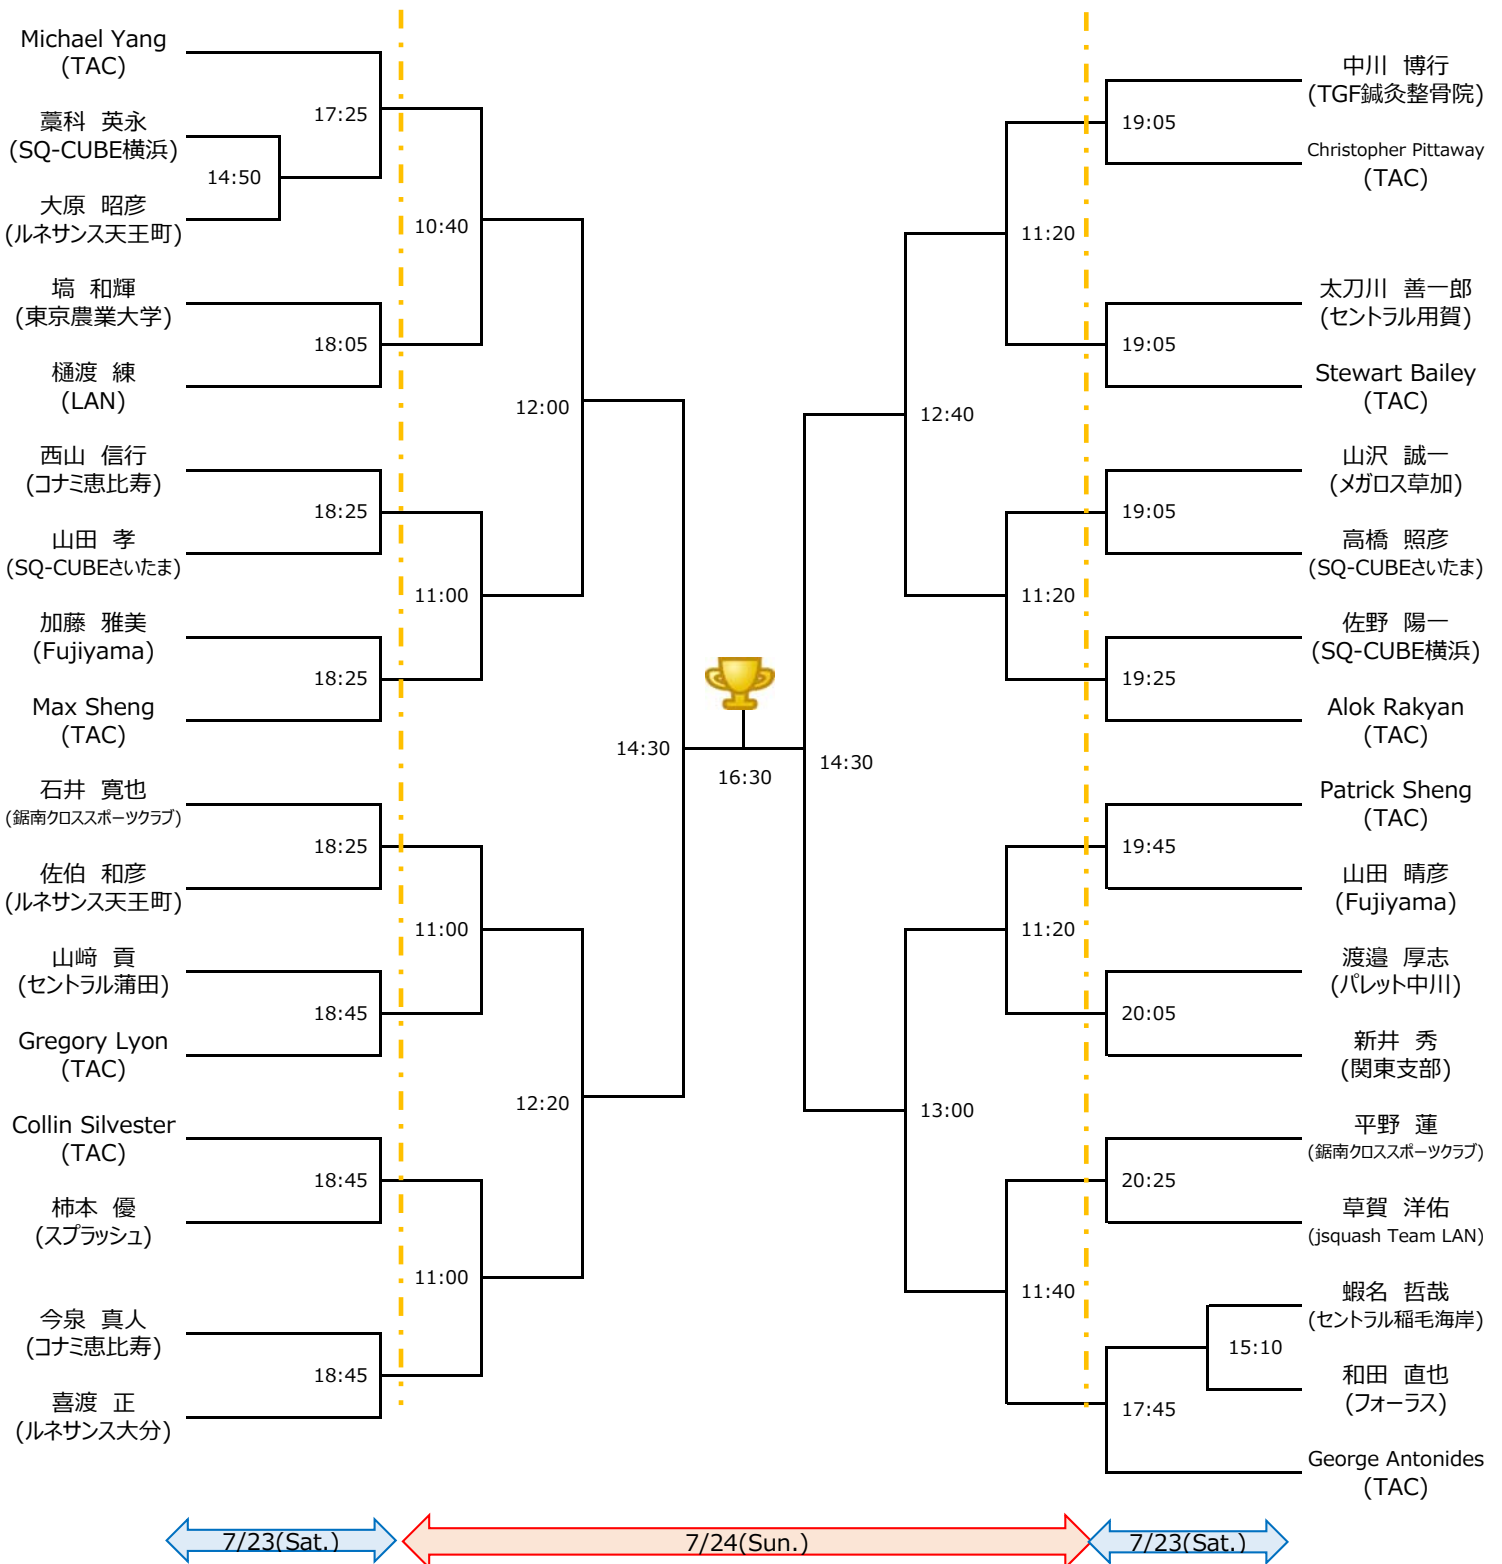 Michael Yang
(TAC)
17:25
藁科 英永
(SQ-CUBE横浜)
14:50
大原 昭彦
(ルネサンス天王町)
10:40
塙 和輝
(東京農業大学)
18:05
樋渡 練
(LAN)
12:00
西山 信行
(コナミ恵比寿)
18:25
山田 孝
(SQ-CUBEさいたま)
11:00
加藤 雅美
(Fujiyama)
18:25
Max Sheng
(TAC)
14:30
石井 寛也
(鋸南クロススポーツクラブ)
18:25
佐伯 和彦
(ルネサンス天王町)
11:00
山﨑 貢
(セントラル蒲田)
18:45
Gregory Lyon
(TAC)
12:20
Collin Silvester
(TAC)
18:45
柿本 優
(スプラッシュ)
11:00
今泉 真人
(コナミ恵比寿)
18:45
喜渡 正
(ルネサンス大分)
16:30
中川 博行
(TGF鍼灸整骨院)
19:05
Christopher Pittaway
(TAC)
11:20
太刀川 善一郎
(セントラル用賀)
19:05
Stewart Bailey
(TAC)
12:40
山沢 誠一
(メガロス草加)
19:05
高橋 照彦
(SQ-CUBEさいたま)
11:20
佐野 陽一
(SQ-CUBE横浜)
19:25
Alok Rakyan
(TAC)
14:30
Patrick Sheng
(TAC)
19:45
山田 晴彦
(Fujiyama)
11:20
渡邉 厚志
(パレット中川)
20:05
新井 秀
(関東支部)
13:00
平野 蓮
(鋸南クロススポーツクラブ)
20:25
草賀 洋佑
(jsquash Team LAN)
11:40
蝦名 哲哉
(セントラル稲毛海岸)
15:10
和田 直也
(フォーラス)
17:45
George Antonides
(TAC)
7/23(Sat.)
7/24(Sun.)
7/23(Sat.)